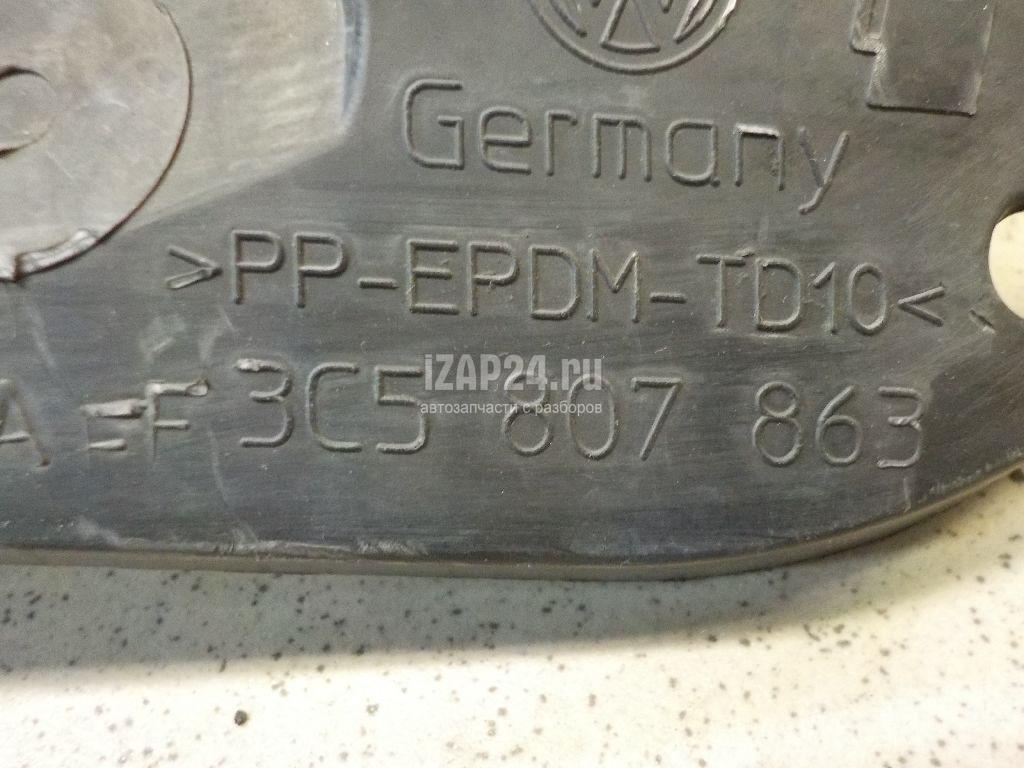 Germany
>PP-EPDM-TD10<
iZAP24.ru
автозапчасти с разборов
3C5 807 863